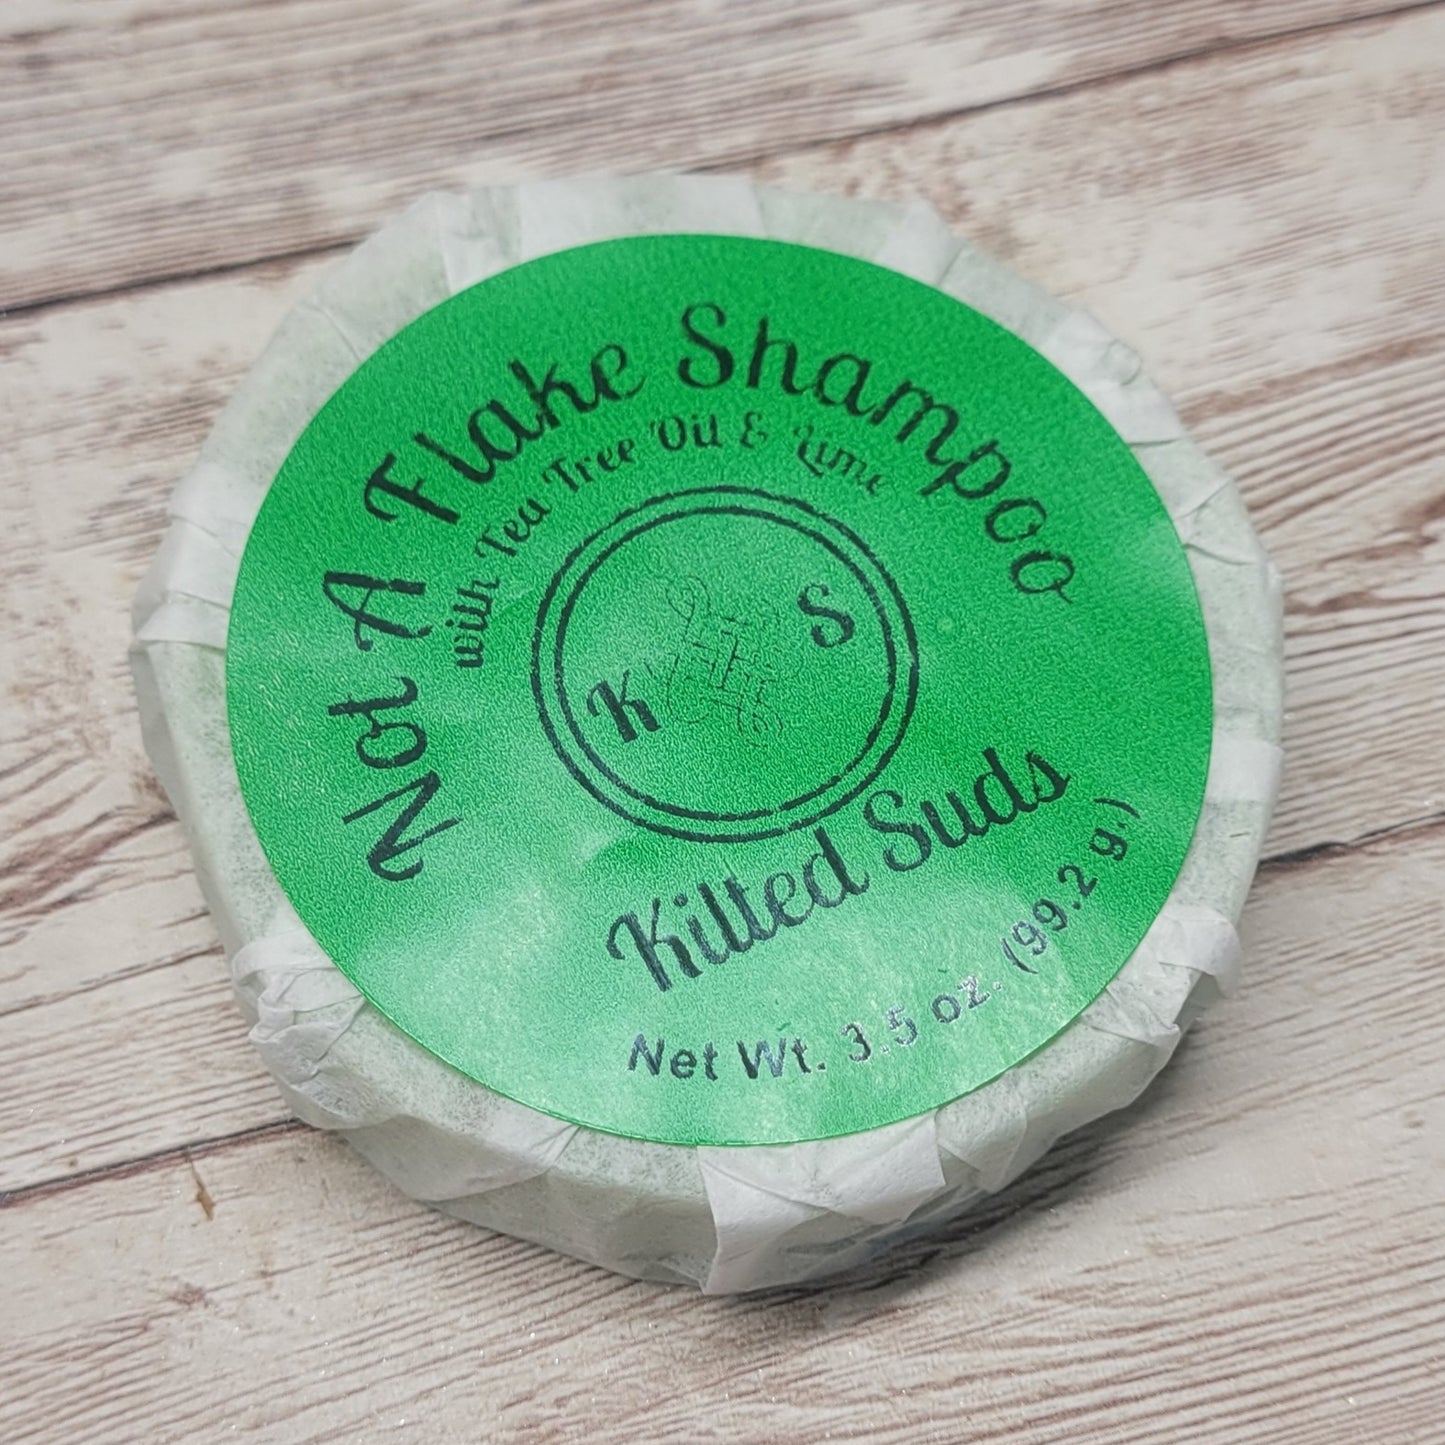 Not A Flake Shampoo
with Tea Tree Oil & Lime
K S
Kilted Suds
Net Wt. 3.5 oz. (99.2 g.)